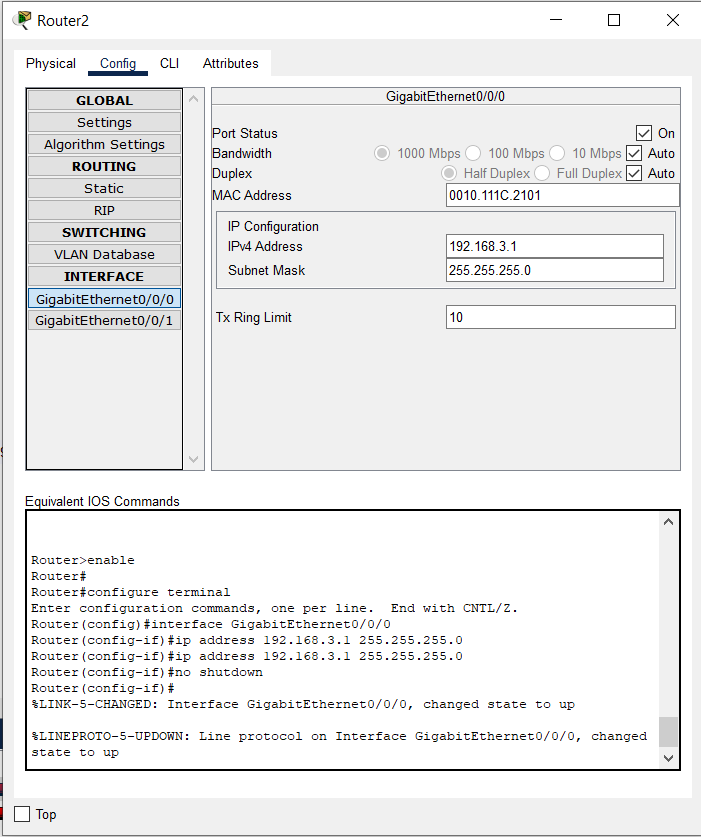 Router2
Physical Config CLI Attributes
GLOBAL
Settings
Algorithm Settings
ROUTING
Static
RIP
SWITCHING
VLAN Database
INTERFACE
GigabitEthernet0/0/0
GigabitEthernet0/0/1
GigabitEthernet0/0/0
Port Status On
Bandwidth 1000 Mbps 100 Mbps 10 Mbps Auto
Duplex Half Duplex Full Duplex Auto
MAC Address 0010.111C.2101
IP Configuration
IPv4 Address 192.168.3.1
Subnet Mask 255.255.255.0
Tx Ring Limit 10
Equivalent IOS Commands
Router>enable
Router#
Router#configure terminal
Enter configuration commands, one per line.  End with CNTL/Z.
Router(config)#interface GigabitEthernet0/0/0
Router(config-if)#ip address 192.168.3.1 255.255.255.0
Router(config-if)#ip address 192.168.3.1 255.255.255.0
Router(config-if)#no shutdown
Router(config-if)#
%LINK-5-CHANGED: Interface GigabitEthernet0/0/0, changed state to up
%LINEPROTO-5-UPDOWN: Line protocol on Interface GigabitEthernet0/0/0, changed
state to up
Top